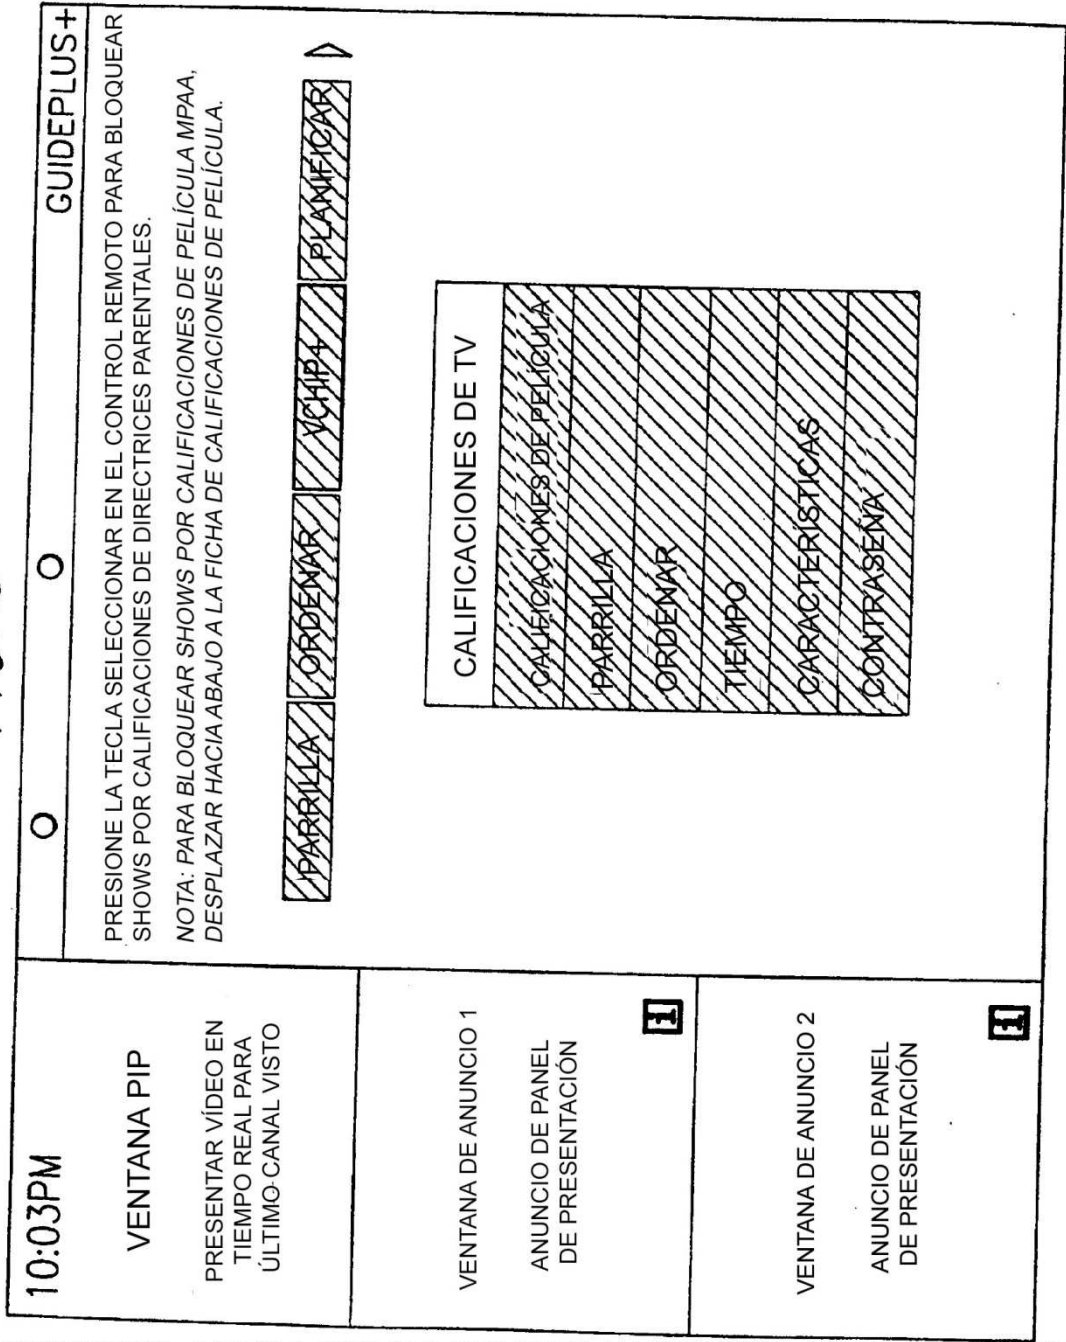 10:03PM
GUIDEPLUS+
VENTANA PIP
PRESENTAR VÍDEO EN
TIEMPO REAL PARA
ÚLTIMO CANAL VISTO
VENTANA DE ANUNCIO 1
ANUNCIO DE PANEL
DE PRESENTACIÓN
i
VENTANA DE ANUNCIO 2
ANUNCIO DE PANEL
DE PRESENTACIÓN
i
PRESIONE LA TECLA SELECCIONAR EN EL CONTROL REMOTO PARA BLOQUEAR
SHOWS POR CALIFICACIONES DE DIRECTRICES PARENTALES.
NOTA: PARA BLOQUEAR SHOWS POR CALIFICACIONES DE PELÍCULA MPAA,
DESPLAZAR HACIA ABAJO A LA FICHA DE CALIFICACIONES DE PELÍCULA.
PARRILLA ORDENAR VCHIP+ PLANIFICAR
CALIFICACIONES DE TV
CALIFICACIONES DE PELÍCULA
PARRILLA
ORDENAR
TIEMPO
CARACTERÍSTICAS
CONTRASEÑA